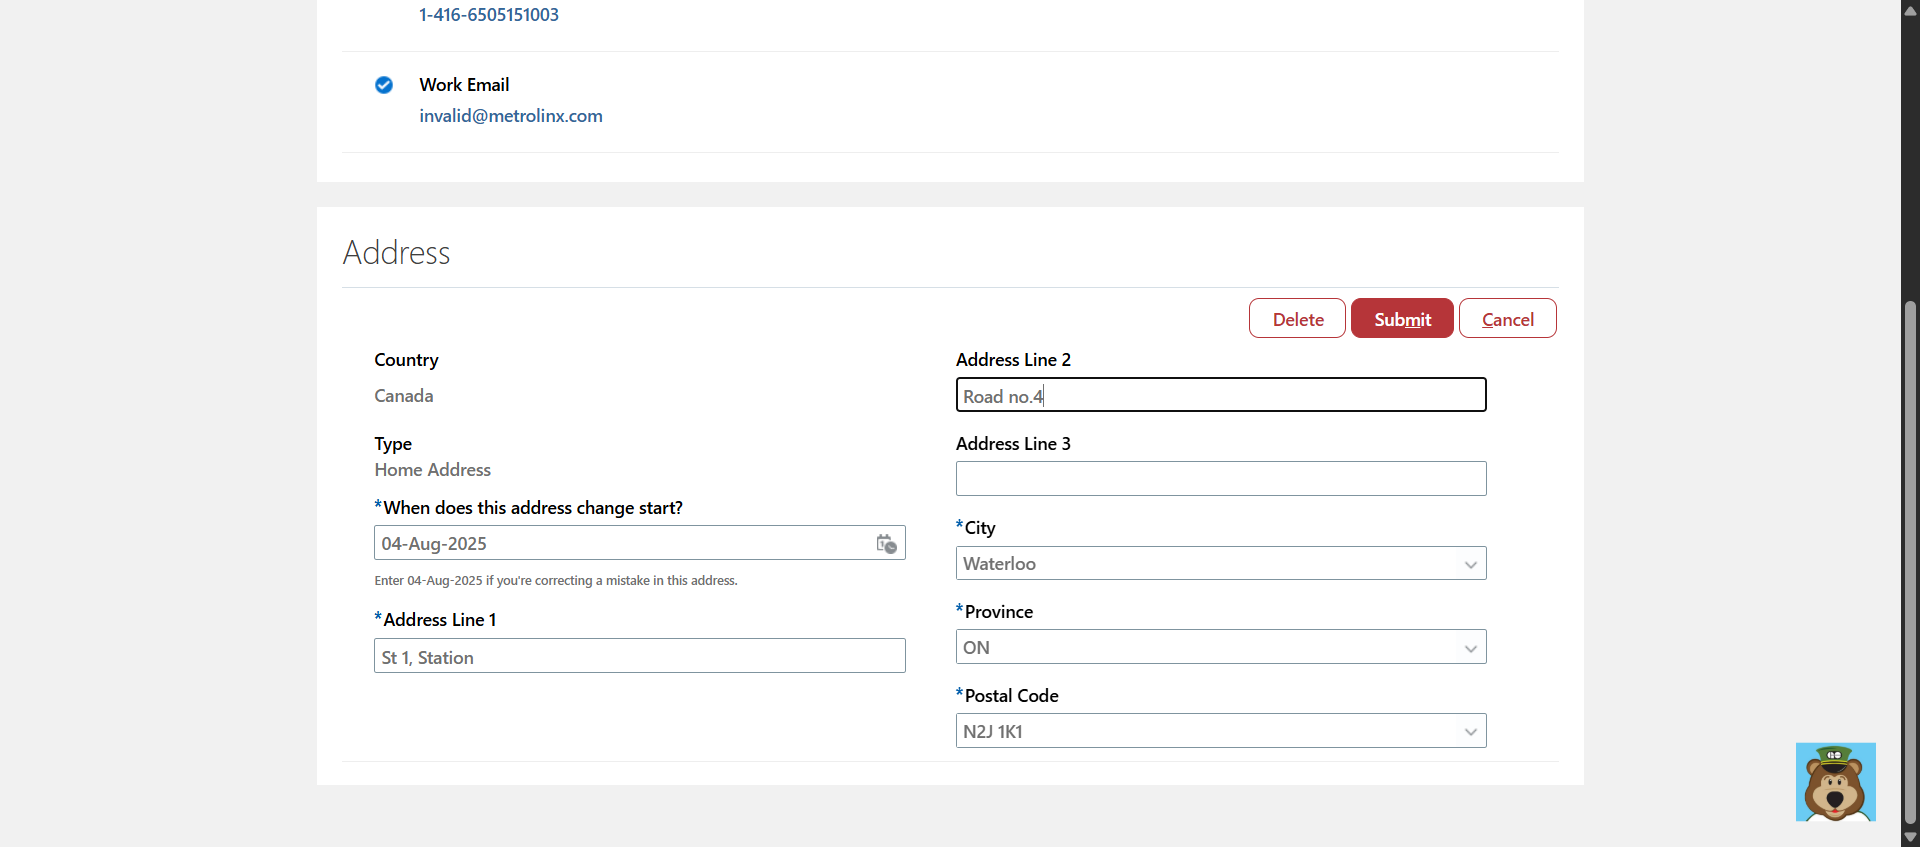 1-416-6505151003
Work Email
invalid@metrolinx.com
Address
Delete
Submit
Cancel
Country
Canada
Type
Home Address
*When does this address change start?
04-Aug-2025
Enter 04-Aug-2025 if you're correcting a mistake in this address.
*Address Line 1
St 1, Station
Address Line 2
Road no.4
Address Line 3
*City
Waterloo
*Province
ON
*Postal Code
N2J 1K1